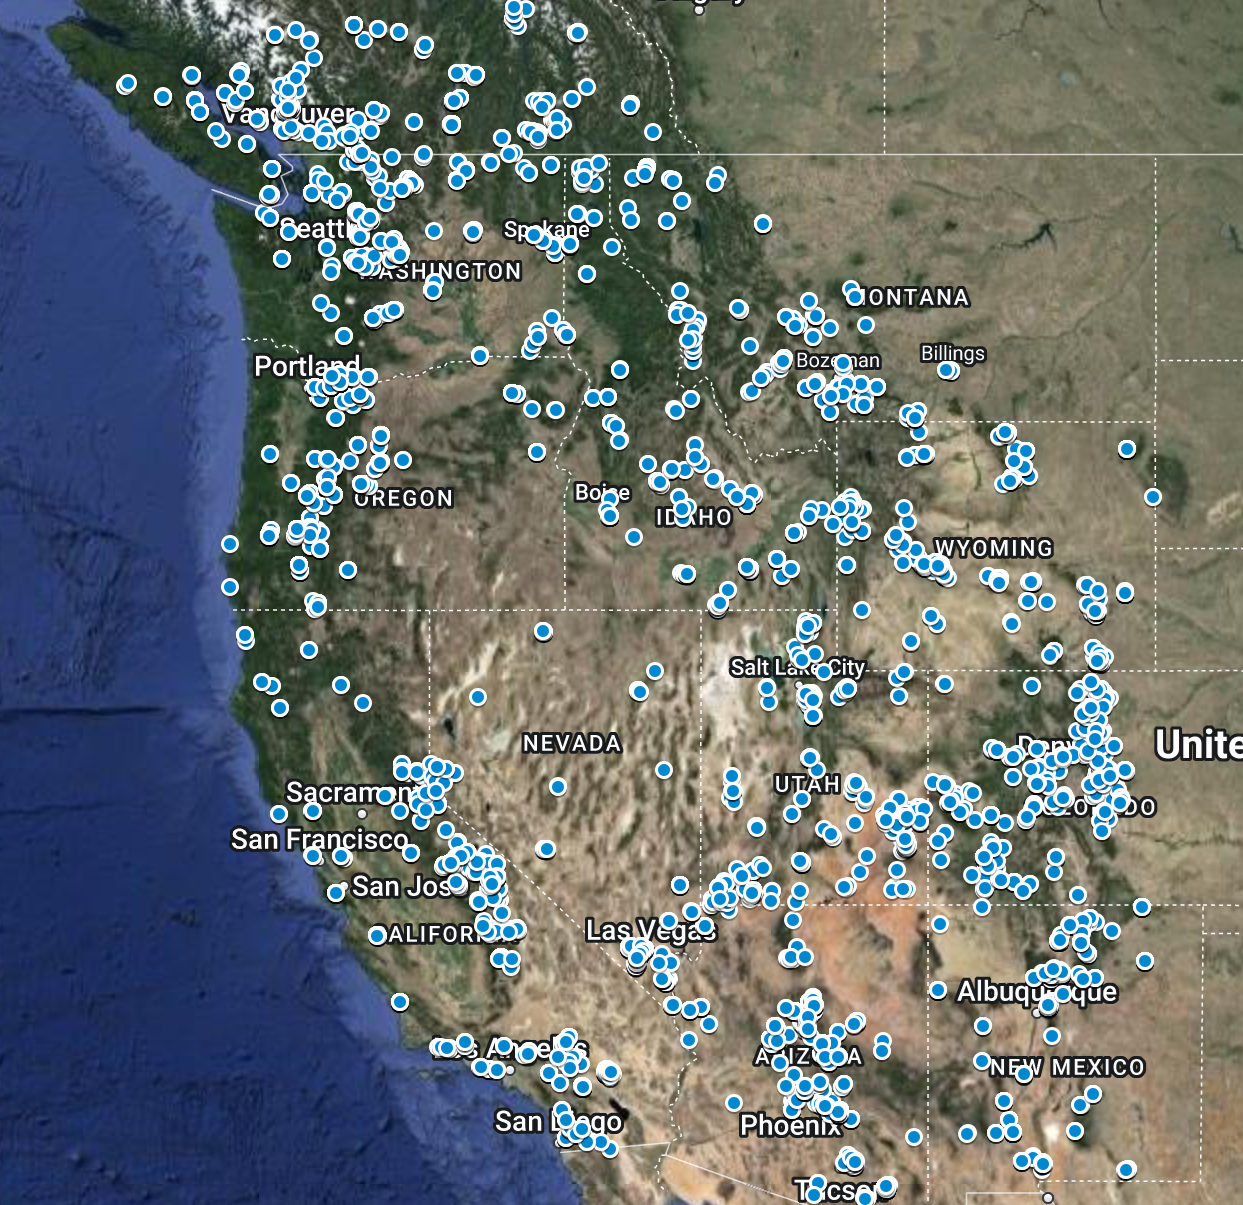 Vancouver
Seattle
Spokane
WASHINGTON
MONTANA
Portland
Bozeman
Billings
Boise
OREGON
IDAHO
WYOMING
Salt Lake City
NEVADA
Denver
Unite
UTAH
Sacramento
COLORADO
San Francisco
San Jose
Las Vegas
CALIFORNIA
Albuquerque
Los Angeles
ARIZONA
NEW MEXICO
San Diego
Phoenix
Tucson